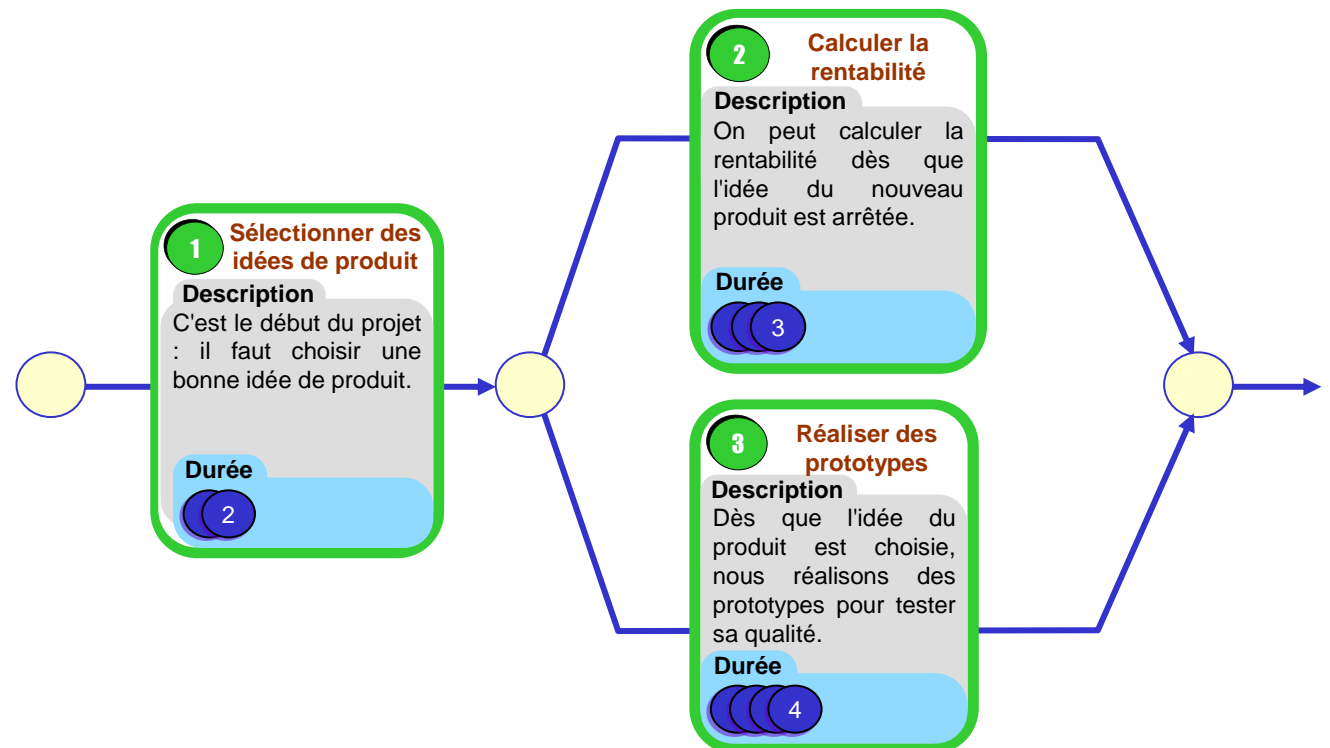 1
Sélectionner des
idées de produit
Description
C'est le début du projet
: il faut choisir une
bonne idée de produit.
Durée
2
2
Calculer la
rentabilité
Description
On peut calculer la
rentabilité dès que
l'idée du nouveau
produit est arrêtée.
Durée
3
3
Réaliser des
prototypes
Description
Dès que l'idée du
produit est choisie,
nous réalisons des
prototypes pour tester
sa qualité.
Durée
4